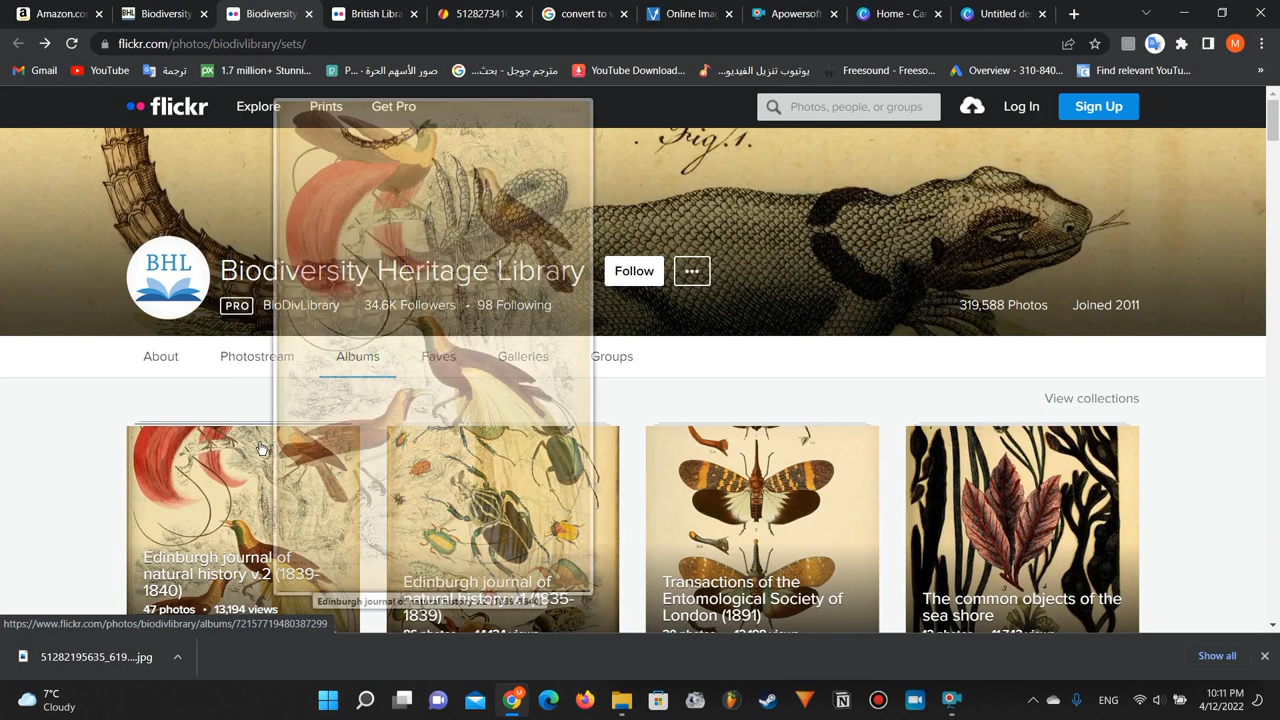 Amazon.co
Biodiversity
Biodiversity
British Libra
512827341
convert to v
Online Imag
Apowersoft
Home - Can
Untitled de
flickr.com/photos/biodivlibrary/sets/
M
Gmail
YouTube
ترجمة
1.7 million+ Stunni...
صور الأسهم الحرة · P...
مترجم جوجل - بحث...
YouTube Download...
يوتيوب تنزيل الفيديو...
Freesound - Freeso...
Overview - 310-840...
Find relevant YouTu...
flickr
Explore
Prints
Get Pro
Photos, people, or groups
Log In
Sign Up
Fig. 1.
BHL
Biodiversity Heritage Library
Follow
PRO
BioDivLibrary
34.6K Followers • 98 Following
319,588 Photos
Joined 2011
About
Photostream
Albums
Faves
Galleries
Groups
View collections
Edinburgh journal of
natural history v.2 (1839-
1840)
47 photos • 13,194 views
Edinburgh journal of
natural history v.1 (1835-
1839)
Transactions of the
Entomological Society of
London (1891)
The common objects of the
sea shore
https://www.flickr.com/photos/biodivlibrary/albums/72157719480387299
51282195635_619....jpg
Show all
7°C
Cloudy
ENG
10:11 PM
4/12/2022